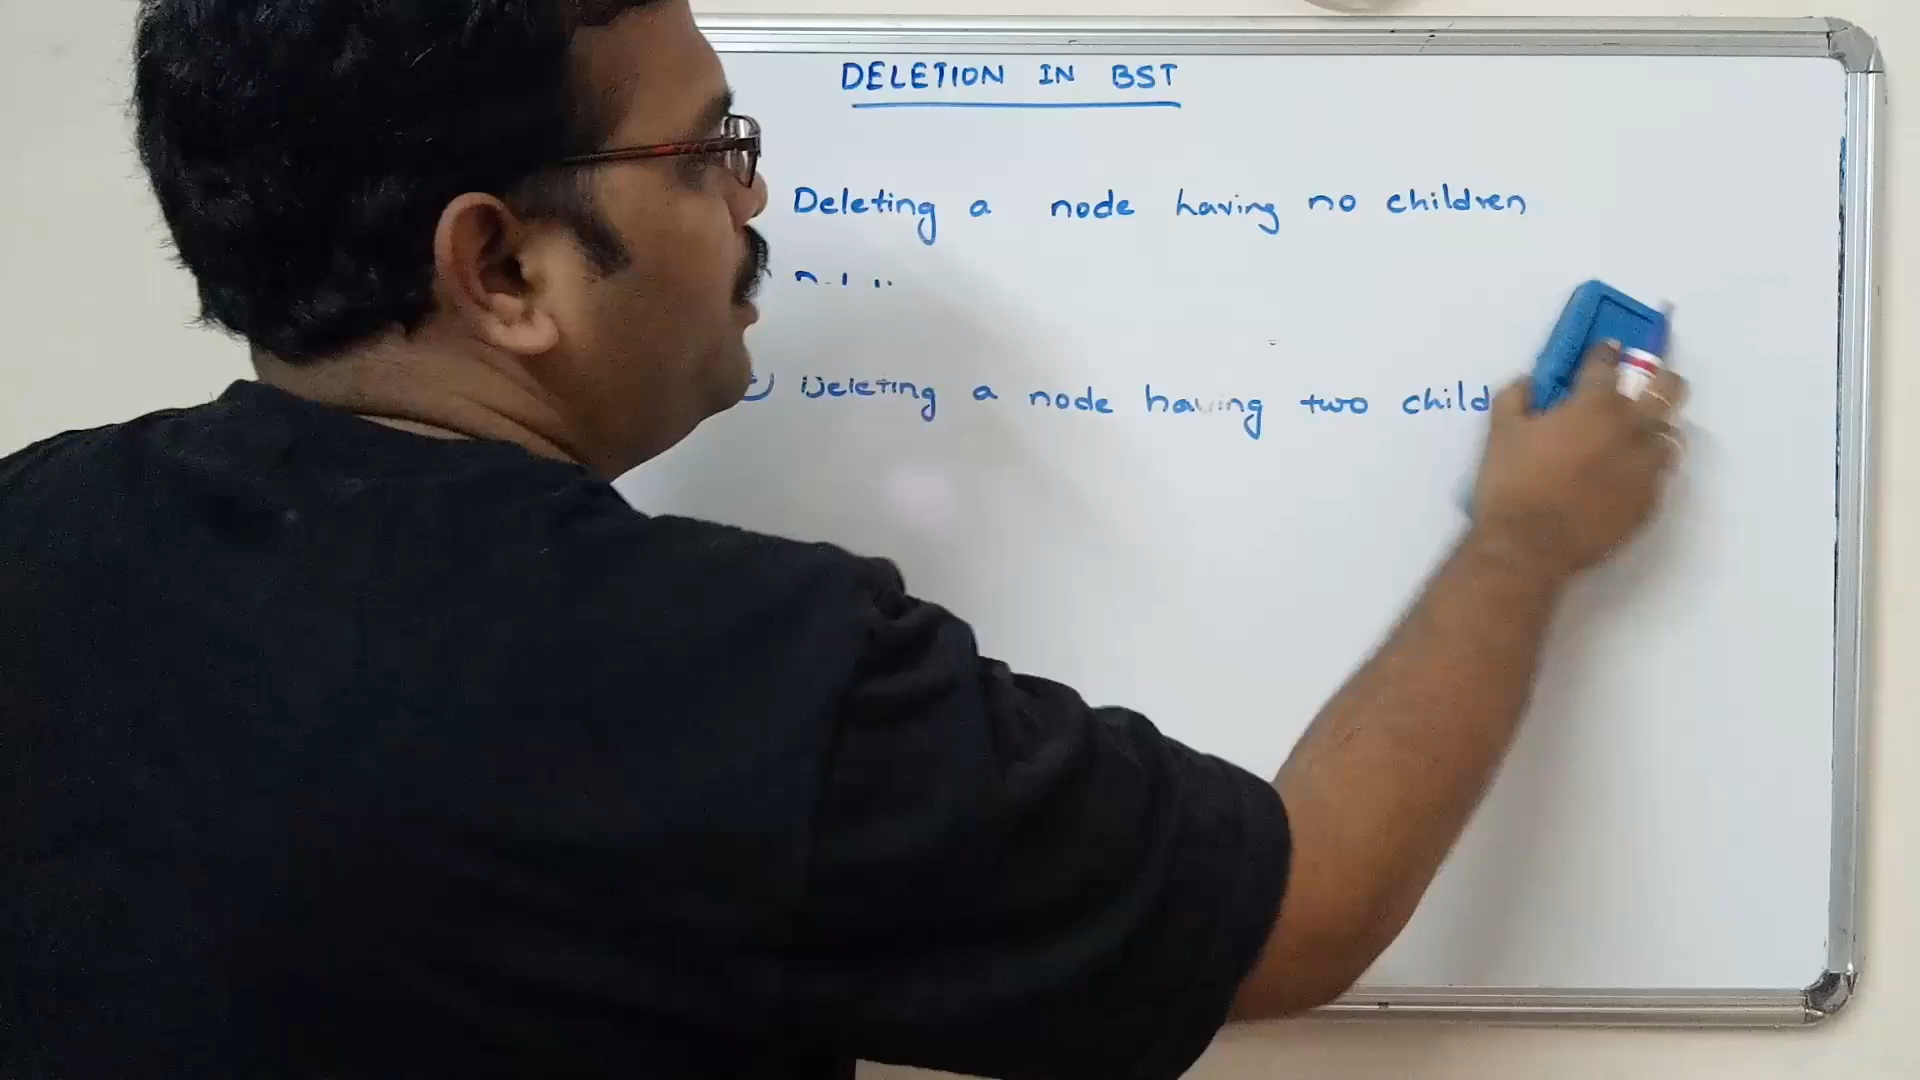 DELETION IN BST
Deleting a node having no children
Deleting a node having two child